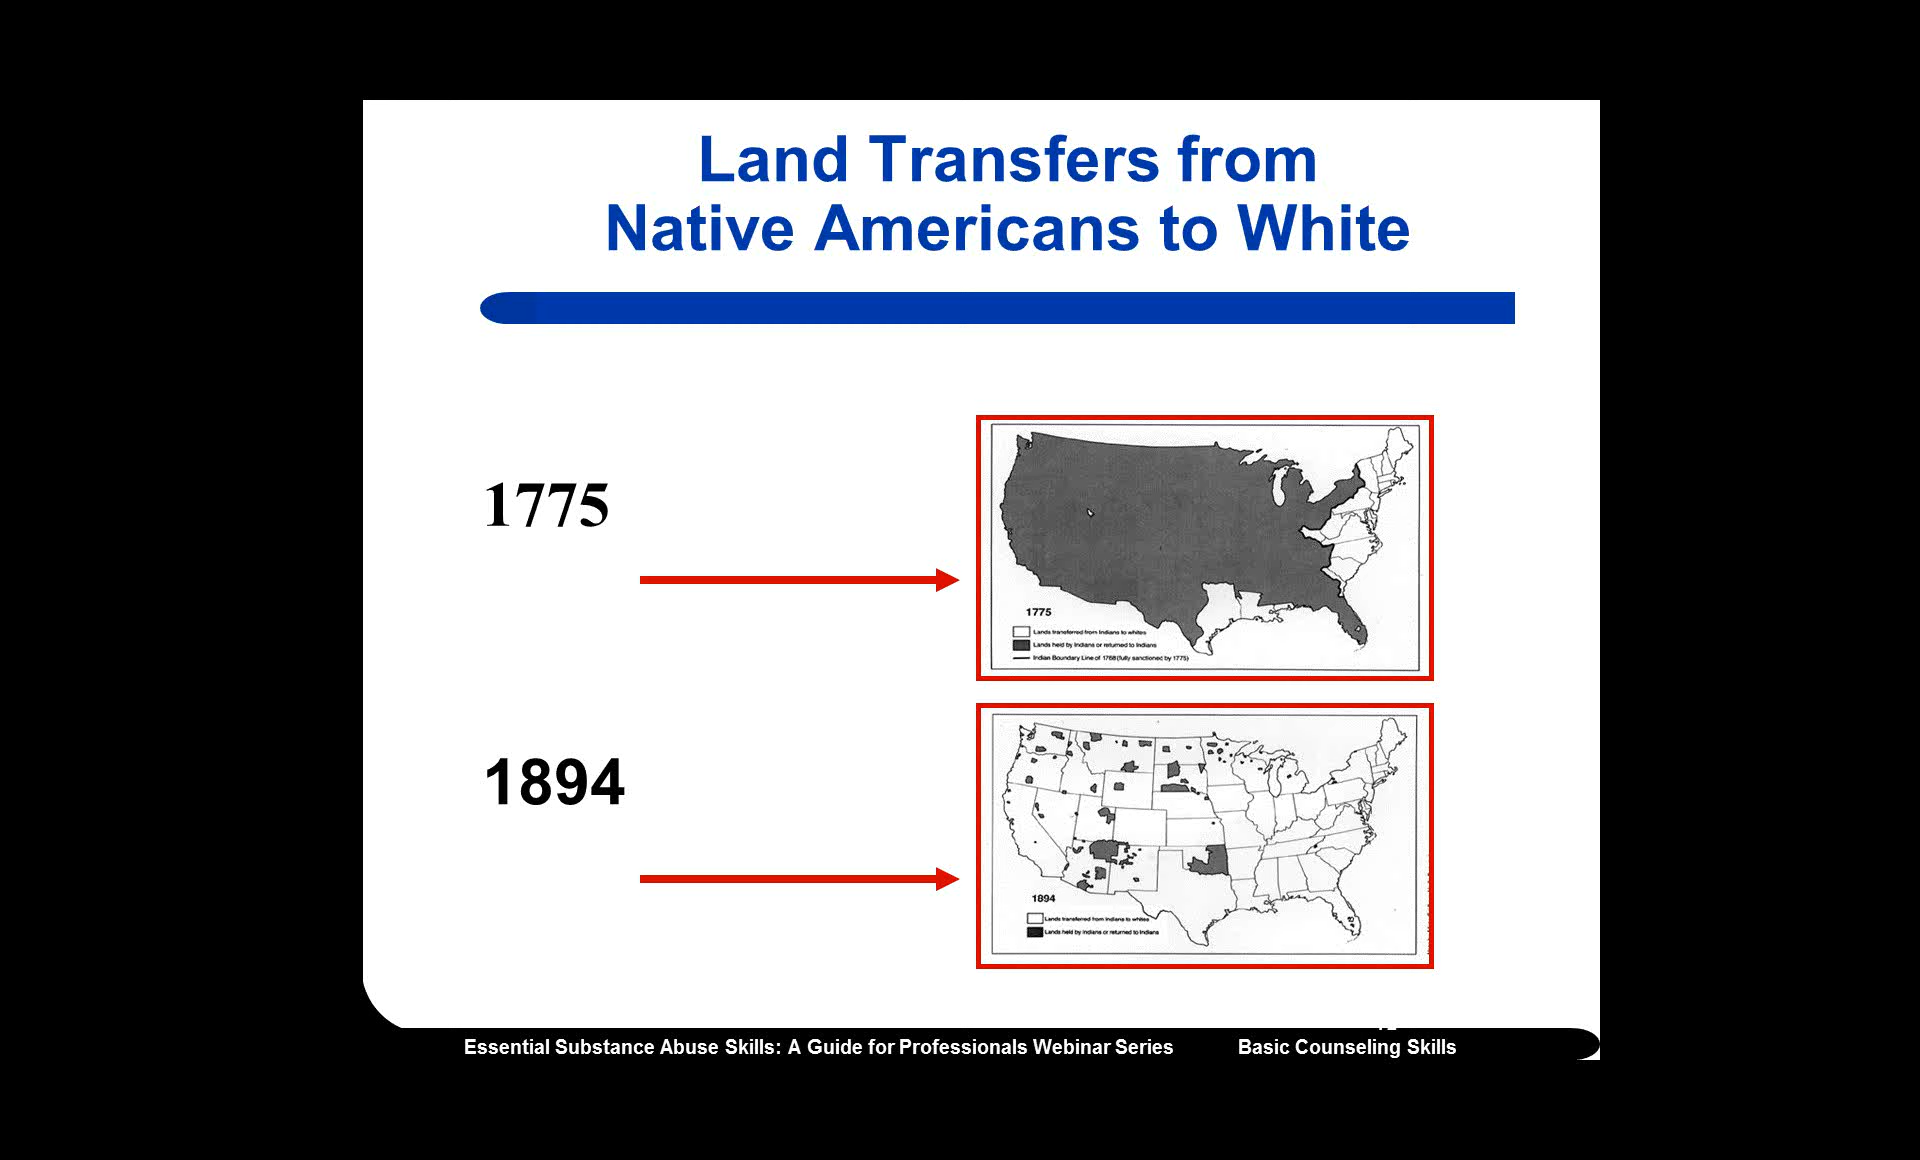 Land Transfers from
Native Americans to White
1775
1775
Lands transferred from Indians to whites
Lands held by Indians or returned to Indians
Indian Boundary Line of 1768 (fully sanctioned by 1775)
1894
1894
Lands transferred from Indians to whites
Lands held by Indians or returned to Indians
Essential Substance Abuse Skills: A Guide for Professionals Webinar Series
Basic Counseling Skills